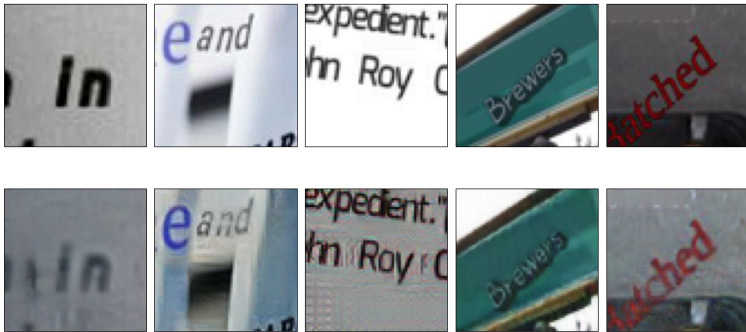 in
e and
expedient."
hn Roy C
Brewers
atched
in
e and
expedient."
hn Roy C
Brewers
atched